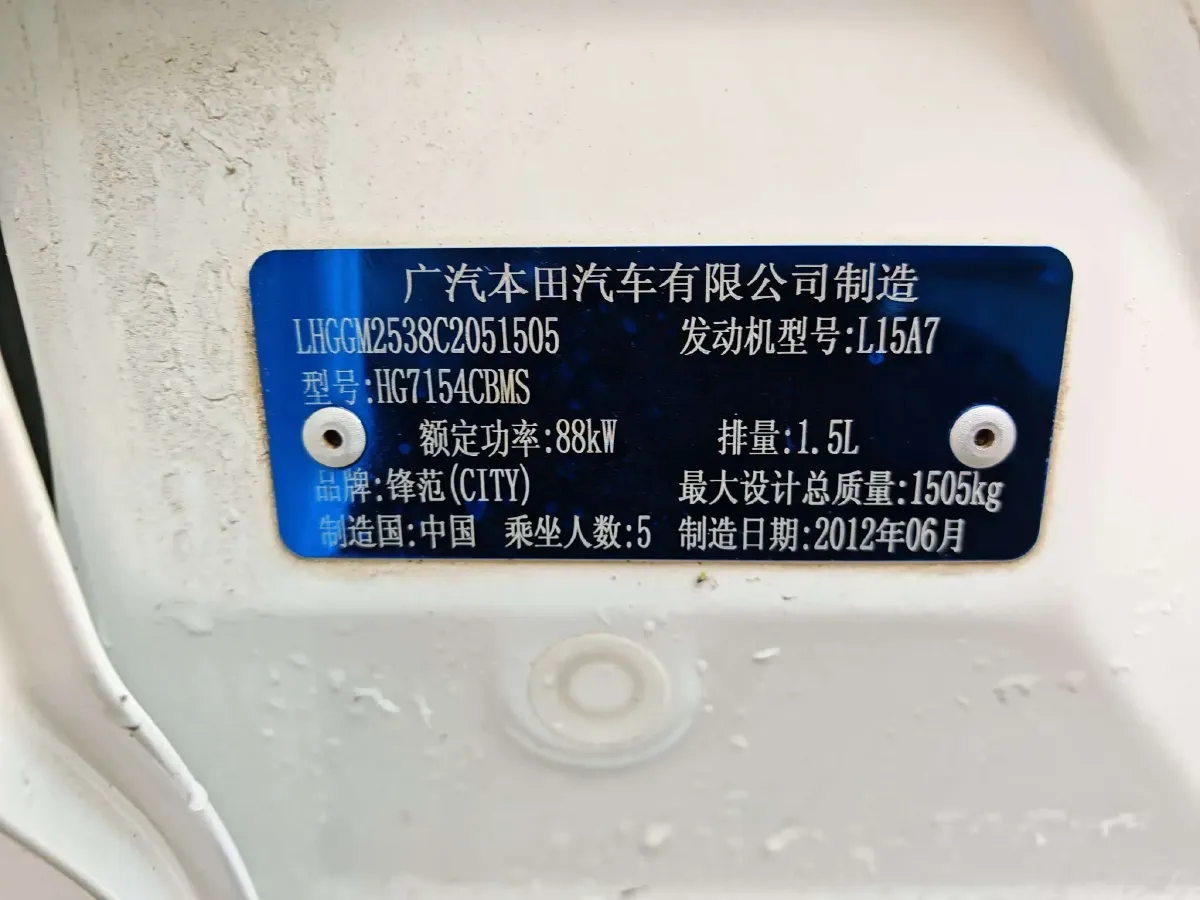 广汽本田汽车有限公司制造
LHGGM2538C2051505 发动机型号:L15A7
型号:HG7154CBMS
额定功率:88kW 排量:1.5L
品牌:锋范(CITY) 最大设计总质量:1505kg
制造国:中国 乘坐人数:5 制造日期:2012年06月